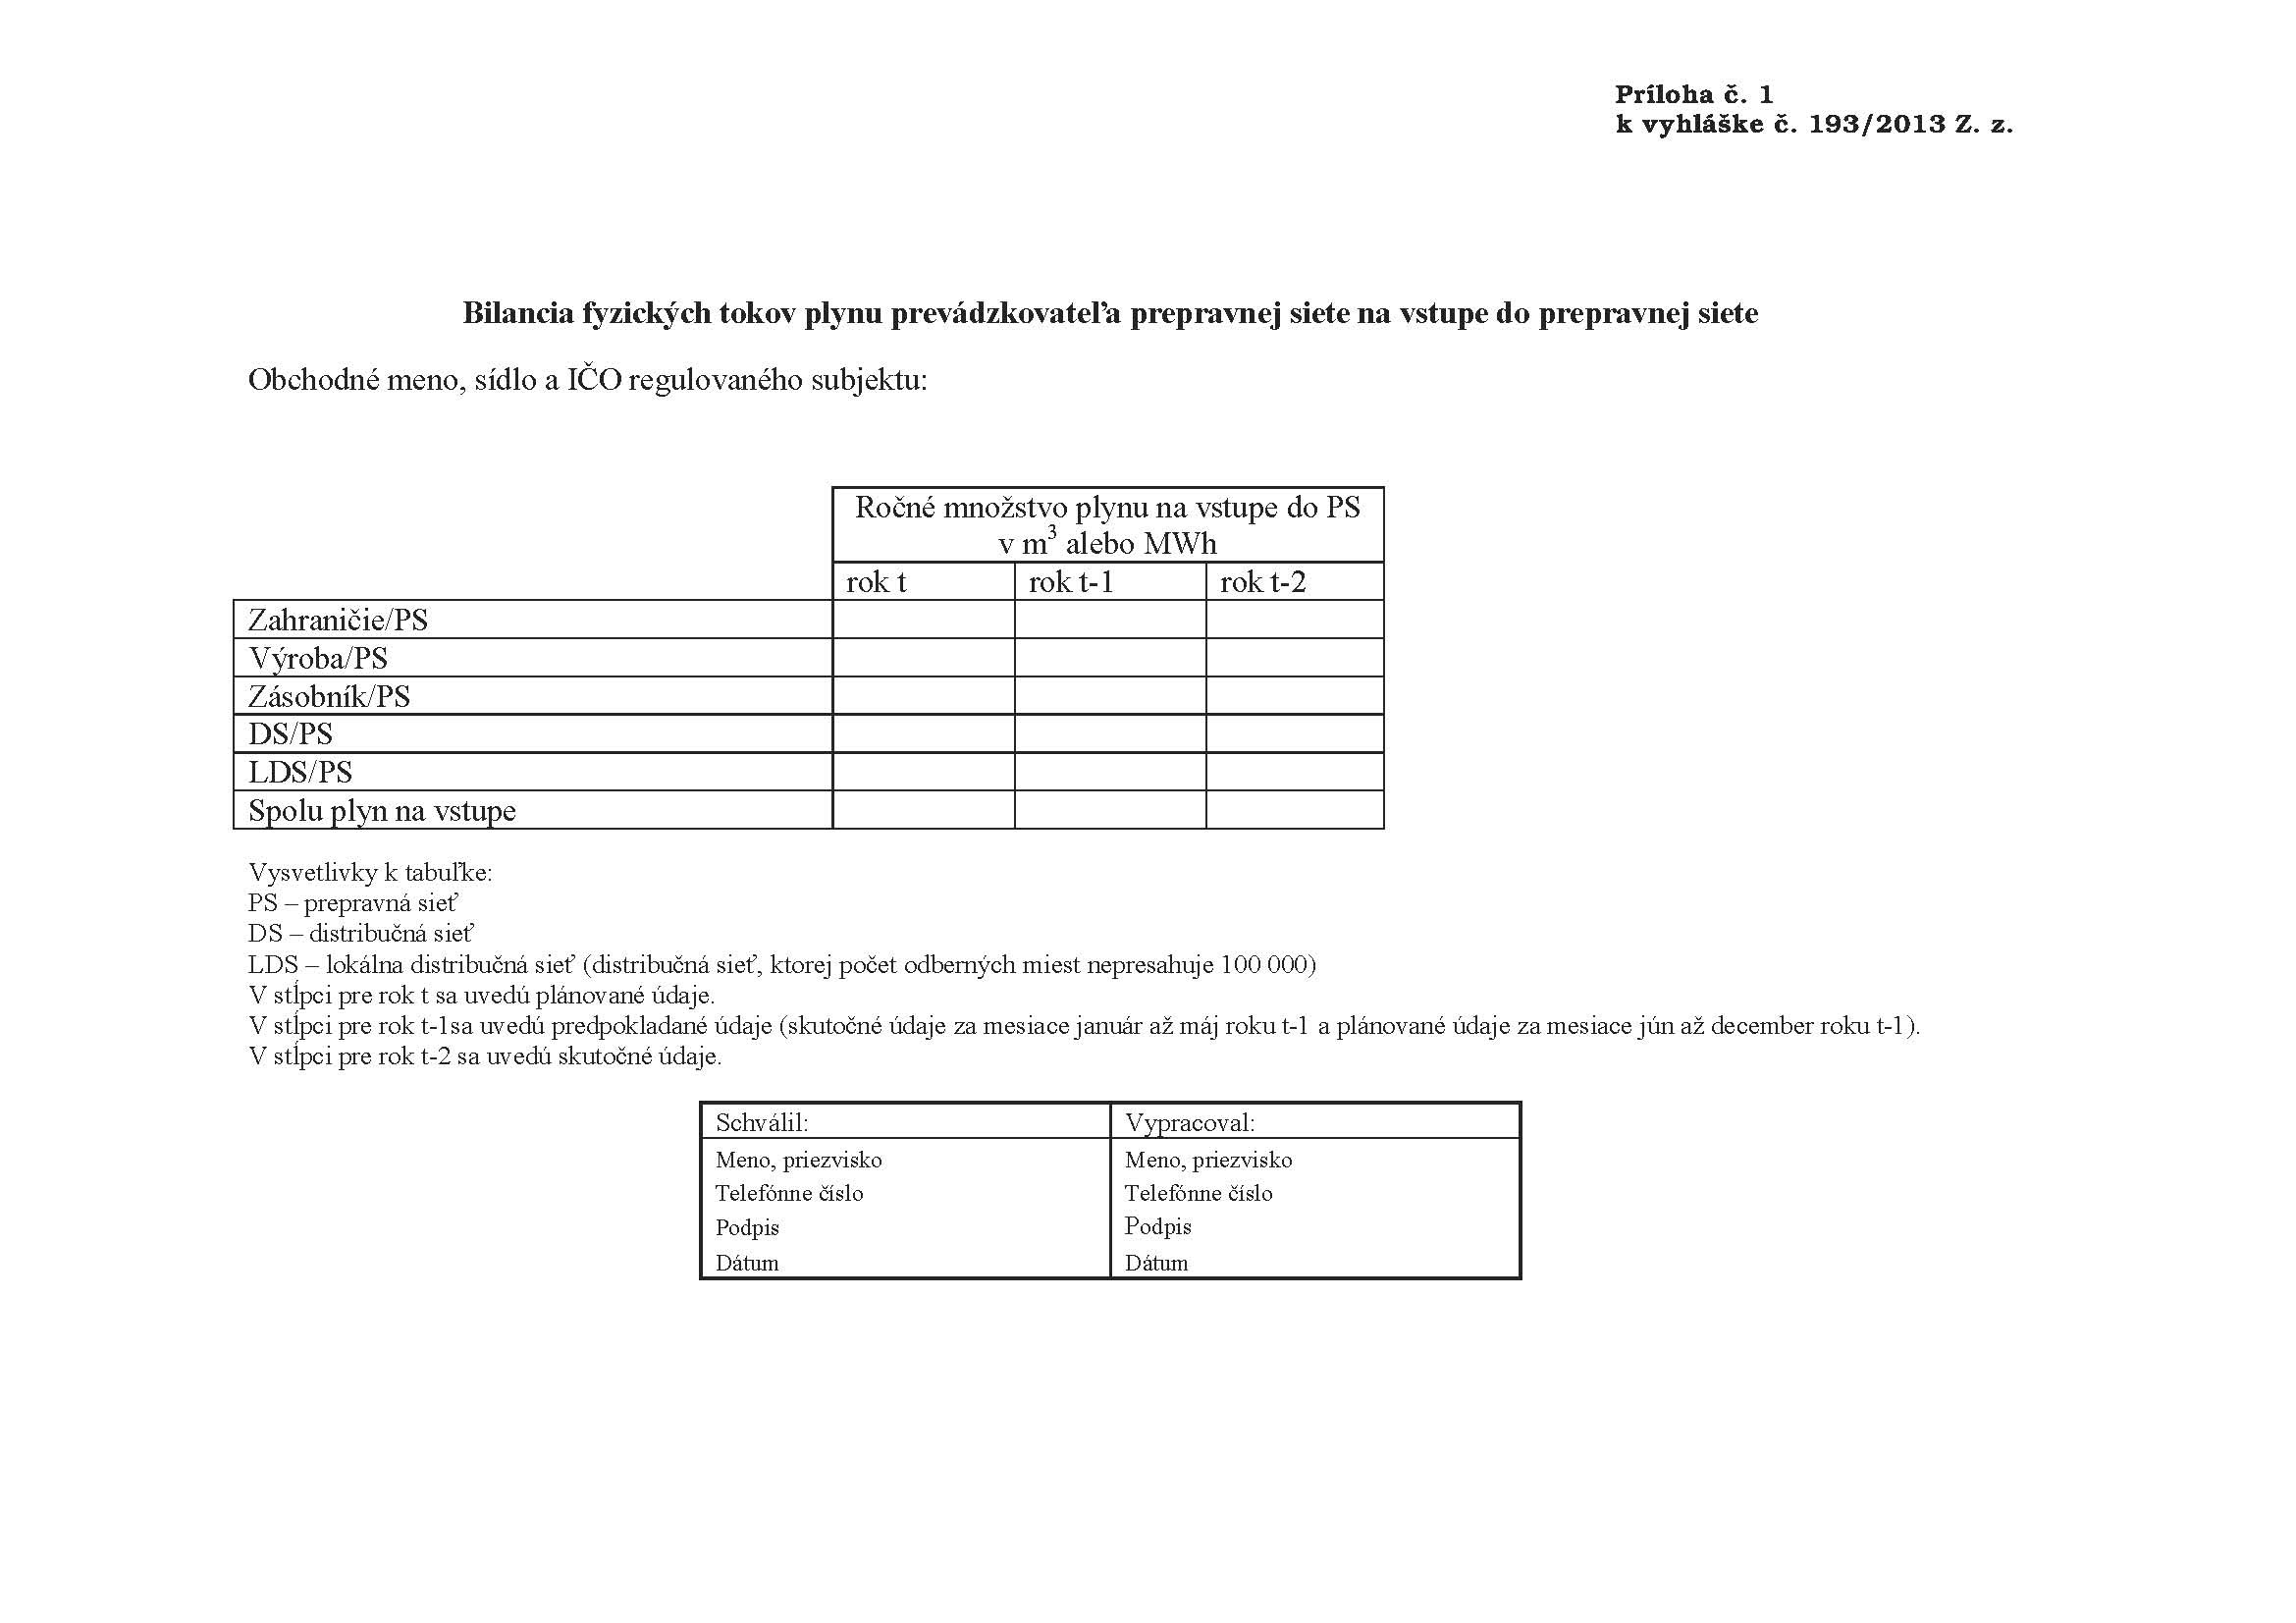 Príloha č. 1
k vyhláške č. 193/2013 Z. z.
Bilancia fyzických tokov plynu prevádzkovateľa prepravnej siete na vstupe do prepravnej siete
Obchodné meno, sídlo a IČO regulovaného subjektu:
Ročné množstvo plynu na vstupe do PS
v m³ alebo MWh
rok t rok t-1 rok t-2
Zahraničie/PS
Výroba/PS
Zásobník/PS
DS/PS
LDS/PS
Spolu plyn na vstupe
Vysvetlivky k tabuľke:
PS – prepravná sieť
DS – distribučná sieť
LDS – lokálna distribučná sieť (distribučná sieť, ktorej počet odberných miest nepresahuje 100 000)
V stĺpci pre rok t sa uvedú plánované údaje.
V stĺpci pre rok t-1sa uvedú predpokladané údaje (skutočné údaje za mesiace január až máj roku t-1 a plánované údaje za mesiace jún až december roku t-1).
V stĺpci pre rok t-2 sa uvedú skutočné údaje.
Schválil: Vypracoval:
Meno, priezvisko Meno, priezvisko
Telefónne číslo Telefónne číslo
Podpis Podpis
Dátum Dátum